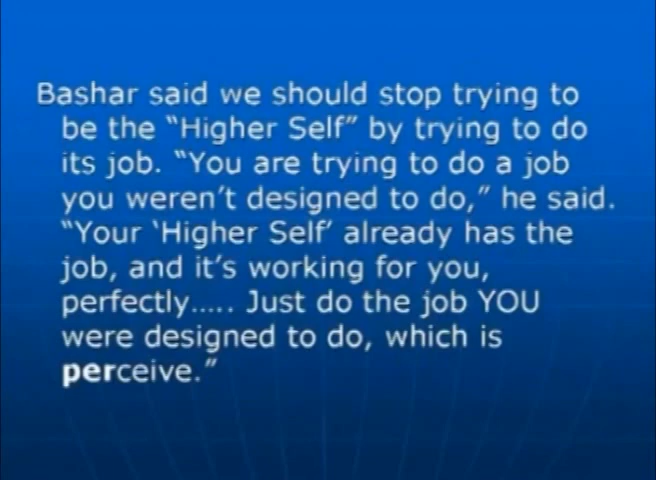 Bashar said we should stop trying to
be the "Higher Self" by trying to do
its job. "You are trying to do a job
you weren't designed to do," he said.
"Your 'Higher Self' already has the
job, and it's working for you,
perfectly..... Just do the job YOU
were designed to do, which is
perceive."